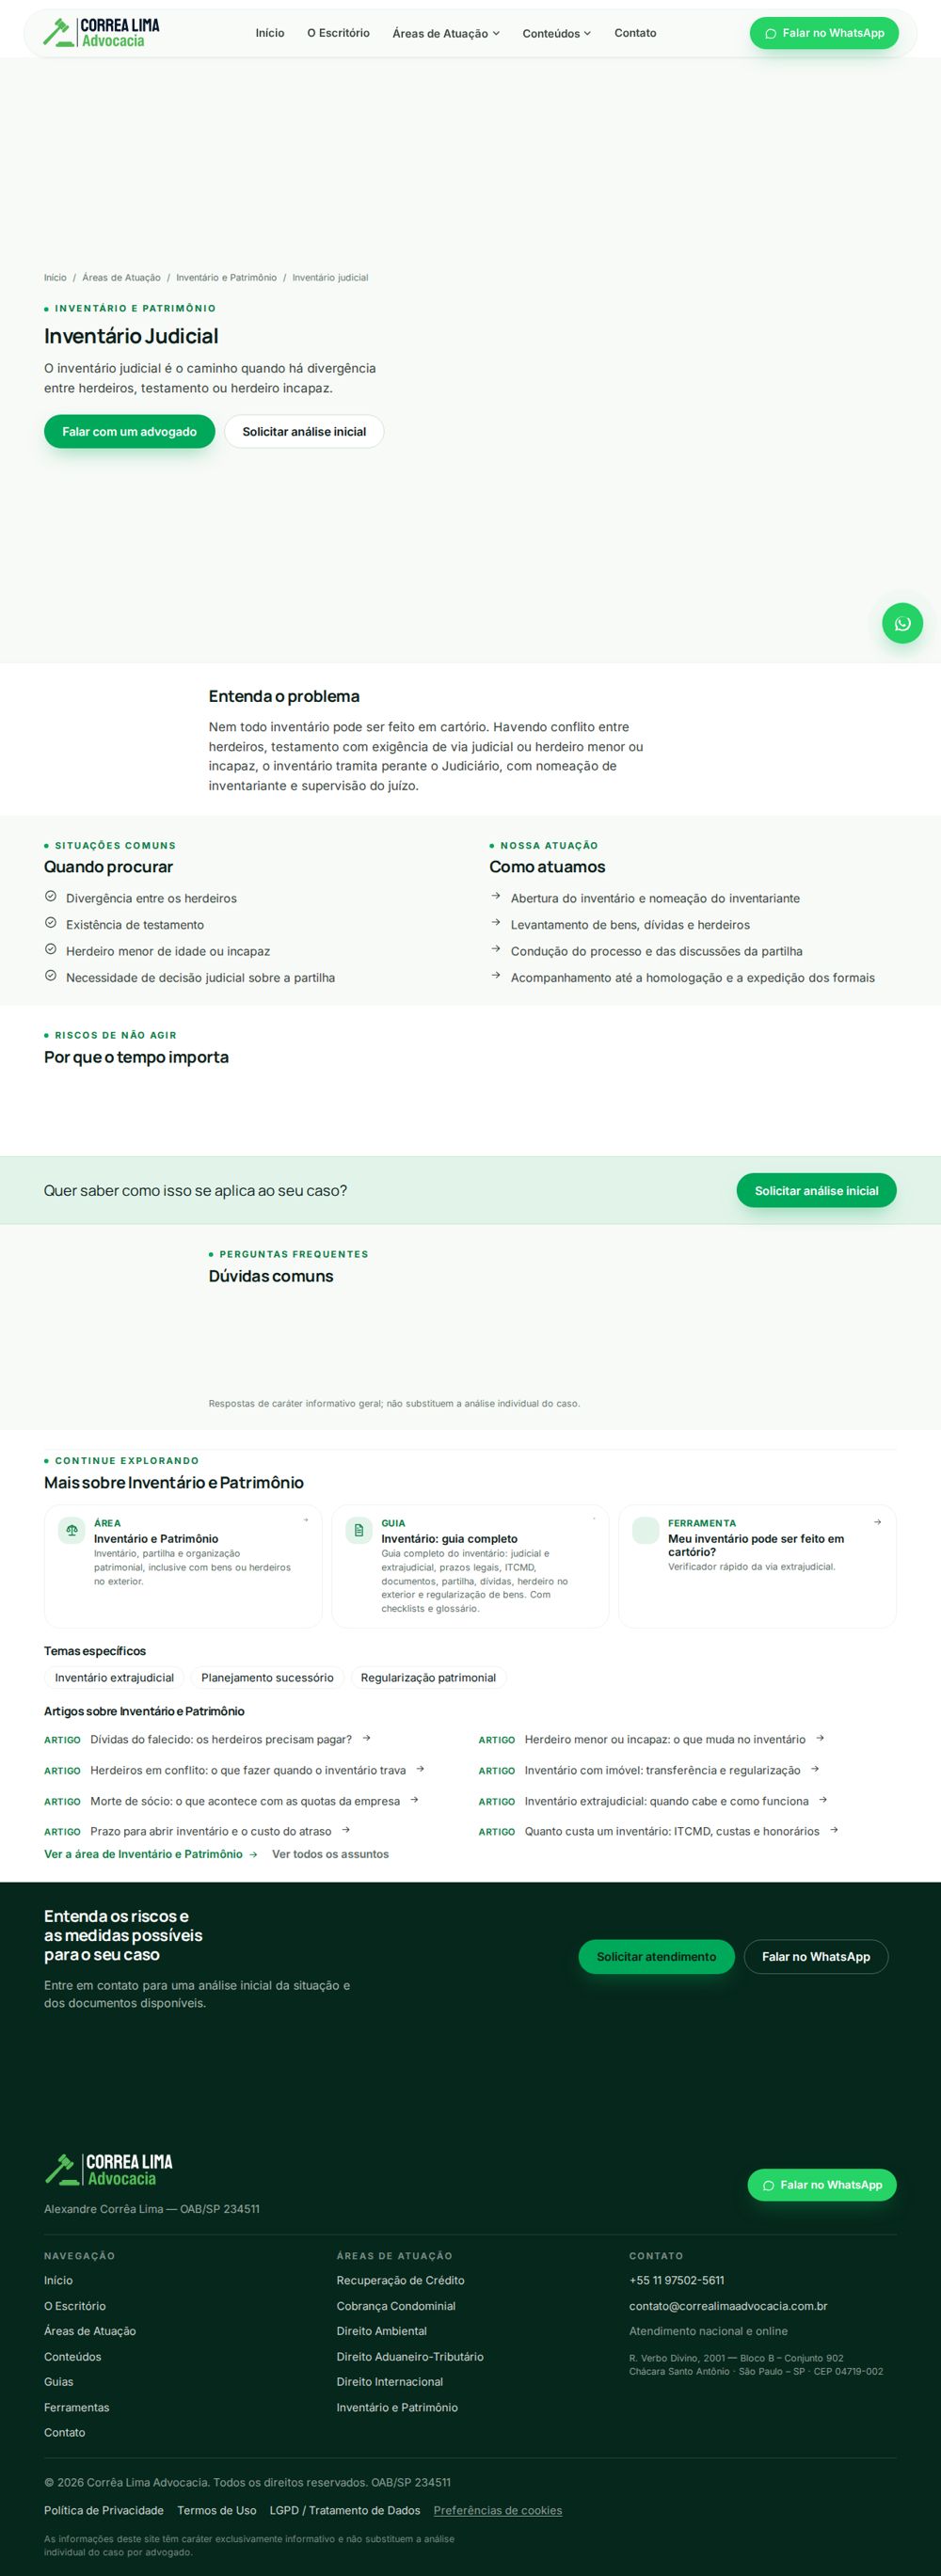 CORREA LIMA
Advocacia
Início
O Escritório
Áreas de Atuação
Conteúdos
Contato
Falar no WhatsApp
Início / Áreas de Atuação / Inventário e Patrimônio / Inventário judicial
INVENTÁRIO E PATRIMÔNIO
Inventário Judicial
O inventário judicial é o caminho quando há divergência
entre herdeiros, testamento ou herdeiro incapaz.
Falar com um advogado
Solicitar análise inicial
Entenda o problema
Nem todo inventário pode ser feito em cartório. Havendo conflito entre
herdeiros, testamento com exigência de via judicial ou herdeiro menor ou
incapaz, o inventário tramita perante o Judiciário, com nomeação de
inventariante e supervisão do juízo.
SITUAÇÕES COMUNS
Quando procurar
Divergência entre os herdeiros
Existência de testamento
Herdeiro menor de idade ou incapaz
Necessidade de decisão judicial sobre a partilha
NOSSA ATUAÇÃO
Como atuamos
→ Abertura do inventário e nomeação do inventariante
→ Levantamento de bens, dívidas e herdeiros
→ Condução do processo e das discussões da partilha
→ Acompanhamento até a homologação e a expedição dos formais
RISCOS DE NÃO AGIR
Por que o tempo importa
Quer saber como isso se aplica ao seu caso?
Solicitar análise inicial
PERGUNTAS FREQUENTES
Dúvidas comuns
Respostas de caráter informativo geral; não substituem a análise individual do caso.
CONTINUE EXPLORANDO
Mais sobre Inventário e Patrimônio
ÁREA
Inventário e Patrimônio
Inventário, partilha e organização
patrimonial, inclusive com bens ou herdeiros
no exterior.
GUIA
Inventário: guia completo
Guia completo do inventário: judicial e
extrajudicial, prazos legais, ITCMD,
documentos, partilha, dívidas, herdeiro no
exterior e regularização de bens. Com
checklists e glossário.
FERRAMENTA
Meu inventário pode ser feito em
cartório?
Verificador rápido da via extrajudicial.
Temas específicos
Inventário extrajudicial
Planejamento sucessório
Regularização patrimonial
Artigos sobre Inventário e Patrimônio
ARTIGO Dívidas do falecido: os herdeiros precisam pagar? →
ARTIGO Herdeiro menor ou incapaz: o que muda no inventário →
ARTIGO Herdeiros em conflito: o que fazer quando o inventário trava →
ARTIGO Inventário com imóvel: transferência e regularização →
ARTIGO Morte de sócio: o que acontece com as quotas da empresa →
ARTIGO Inventário extrajudicial: quando cabe e como funciona →
ARTIGO Prazo para abrir inventário e o custo do atraso →
ARTIGO Quanto custa um inventário: ITCMD, custas e honorários →
Ver a área de Inventário e Patrimônio → Ver todos os assuntos
Entenda os riscos e
as medidas possíveis
para o seu caso
Entre em contato para uma análise inicial da situação e
dos documentos disponíveis.
Solicitar atendimento
Falar no WhatsApp
CORREA LIMA
Advocacia
Alexandre Corrêa Lima — OAB/SP 234511
Falar no WhatsApp
NAVEGAÇÃO
Início
O Escritório
Áreas de Atuação
Conteúdos
Guias
Ferramentas
Contato
ÁREAS DE ATUAÇÃO
Recuperação de Crédito
Cobrança Condominial
Direito Ambiental
Direito Aduaneiro-Tributário
Direito Internacional
Inventário e Patrimônio
CONTATO
+55 11 97502-5611
contato@correalimaadvocacia.com.br
Atendimento nacional e online
R. Verbo Divino, 2001 — Bloco B – Conjunto 902
Chácara Santo Antônio · São Paulo – SP · CEP 04719-002
© 2026 Corrêa Lima Advocacia. Todos os direitos reservados. OAB/SP 234511
Política de Privacidade Termos de Uso LGPD / Tratamento de Dados Preferências de cookies
As informações deste site têm caráter exclusivamente informativo e não substituem a análise
individual do caso por advogado.